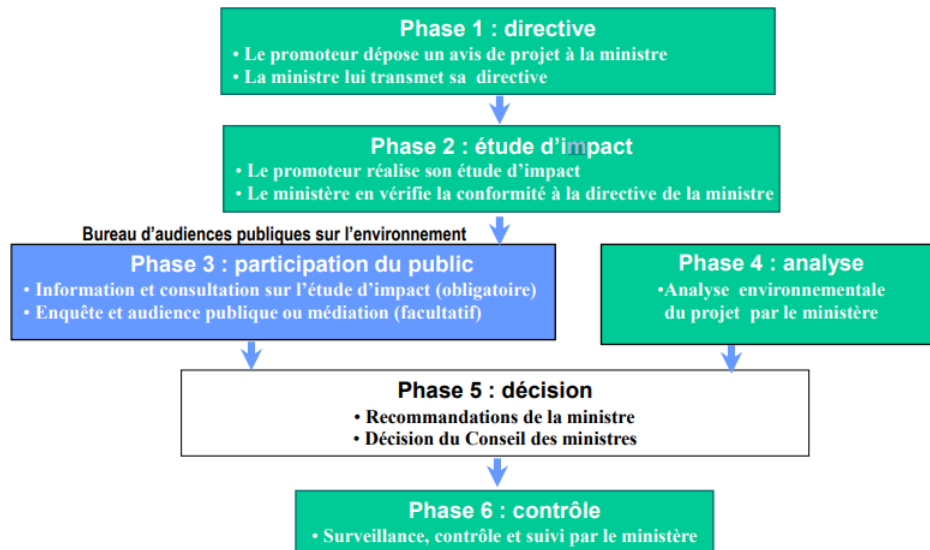 Phase 1 : directive
• Le promoteur dépose un avis de projet à la ministre
• La ministre lui transmet sa directive
Phase 2 : étude d'impact
• Le promoteur réalise son étude d'impact
• Le ministère en vérifie la conformité à la directive de la ministre
Bureau d'audiences publiques sur l'environnement
Phase 3 : participation du public
• Information et consultation sur l'étude d'impact (obligatoire)
• Enquête et audience publique ou médiation (facultatif)
Phase 4 : analyse
•Analyse environnementale
du projet par le ministère
Phase 5 : décision
• Recommandations de la ministre
• Décision du Conseil des ministres
Phase 6 : contrôle
• Surveillance, contrôle et suivi par le ministère